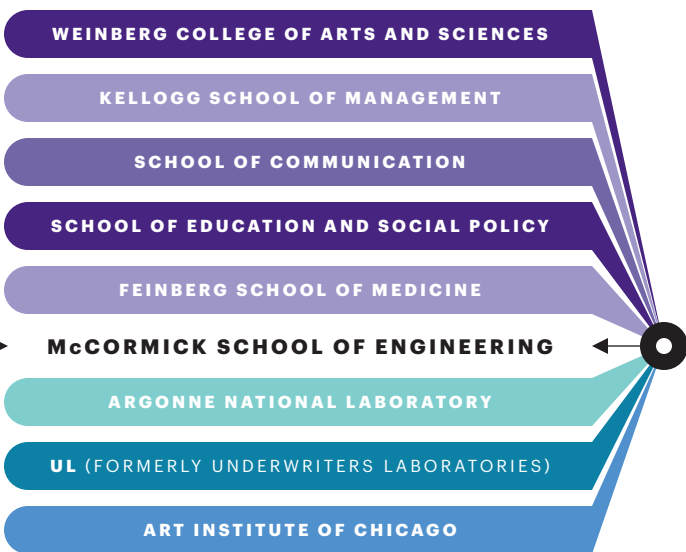 WEINBERG COLLEGE OF ARTS AND SCIENCES
KELLOGG SCHOOL OF MANAGEMENT
SCHOOL OF COMMUNICATION
SCHOOL OF EDUCATION AND SOCIAL POLICY
FEINBERG SCHOOL OF MEDICINE
McCORMICK SCHOOL OF ENGINEERING
ARGONNE NATIONAL LABORATORY
UL (FORMERLY UNDERWRITERS LABORATORIES)
ART INSTITUTE OF CHICAGO